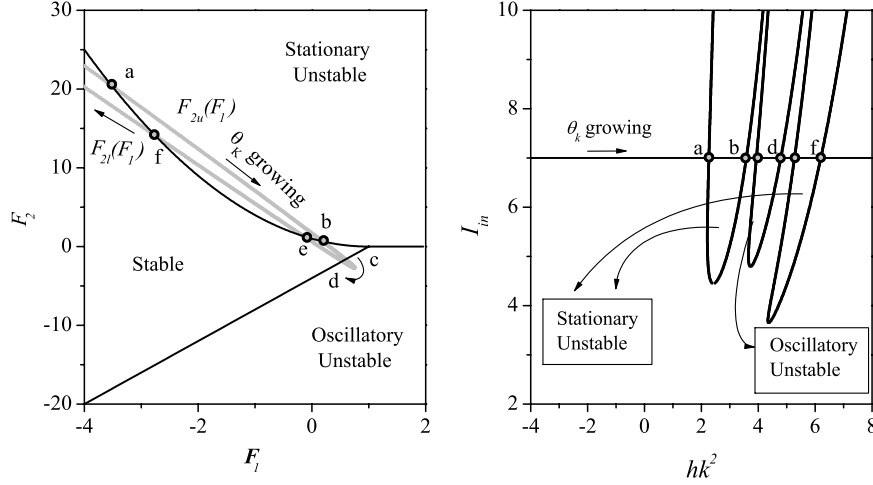 30
20
10
0
-10
-20
-4
-2
0
2
F2
F1
Stationary
Unstable
a
F2u(F1)
θK growing
F2l(F1)
f
b
e
c
d
Stable
Oscillatory
Unstable
10
8
6
4
2
-4
-2
0
2
4
6
8
Iin
hk²
θk growing
a
b
d
f
Stationary
Unstable
Oscillatory
Unstable